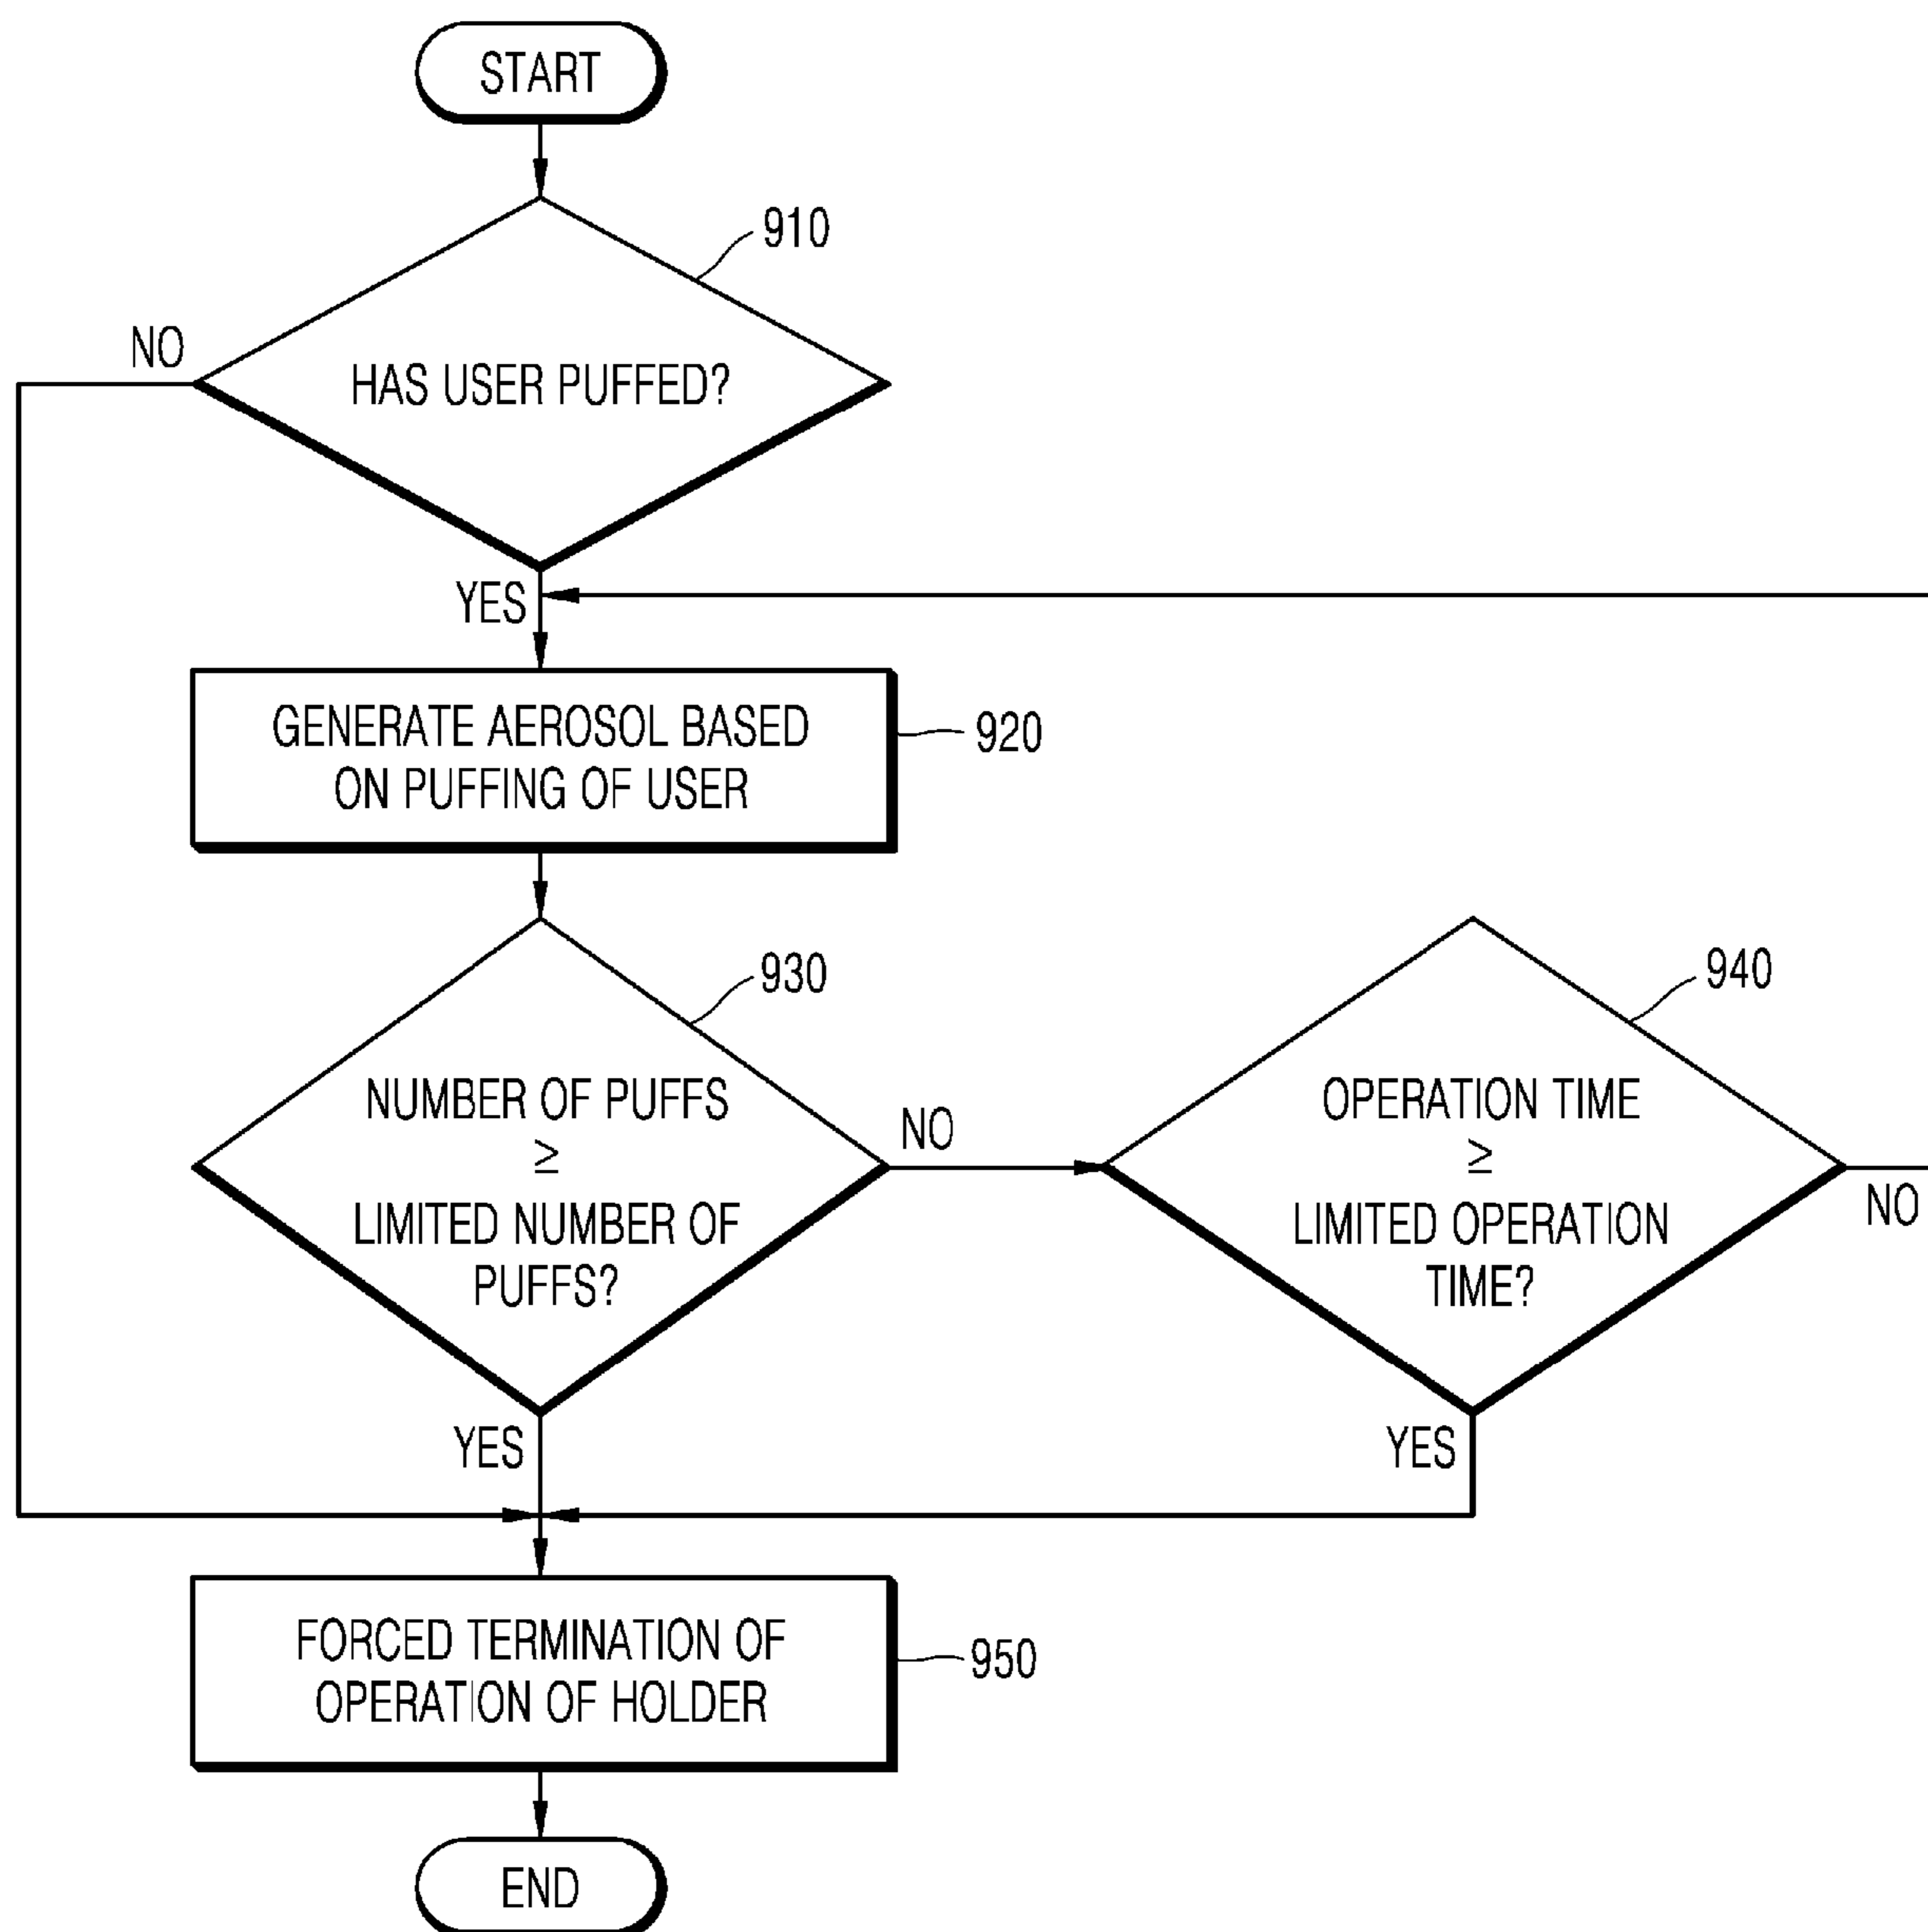 START
910
NO
HAS USER PUFFED?
YES
GENERATE AEROSOL BASED
ON PUFFING OF USER
920
930
NUMBER OF PUFFS
≥
LIMITED NUMBER OF
PUFFS?
NO
940
OPERATION TIME
≥
LIMITED OPERATION
TIME?
NO
YES
YES
FORCED TERMINATION OF
OPERATION OF HOLDER
950
END